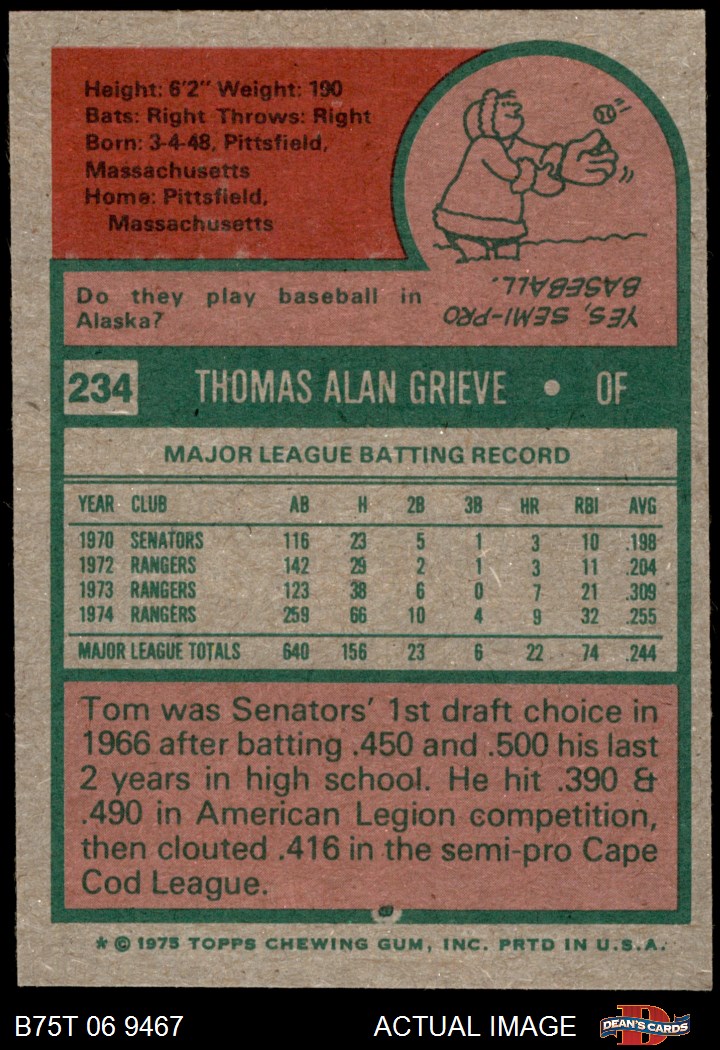 Height: 6'2" Weight: 190
Bats: Right Throws: Right
Born: 3-4-48, Pittsfield,
Massachusetts
Home: Pittsfield,
Massachusetts
Do they play baseball in
Alaska?
YES, SEMI-PRO
BASEBALL.
234 THOMAS ALAN GRIEVE • OF
MAJOR LEAGUE BATTING RECORD
YEAR CLUB AB H 2B 3B HR RBI AVG
1970 SENATORS 116 23 5 1 3 10 .198
1972 RANGERS 142 29 2 1 3 11 .204
1973 RANGERS 123 38 6 0 7 21 .309
1974 RANGERS 259 66 10 4 9 32 .255
MAJOR LEAGUE TOTALS 640 156 23 6 22 74 .244
Tom was Senators' 1st draft choice in
1966 after batting .450 and .500 his last
2 years in high school. He hit .390 &
.490 in American Legion competition,
then clouted .416 in the semi-pro Cape
Cod League.
* © 1975 TOPPS CHEWING GUM, INC. PRTD IN U.S.A.
B75T 06 9467 ACTUAL IMAGE DEAN'S CARDS